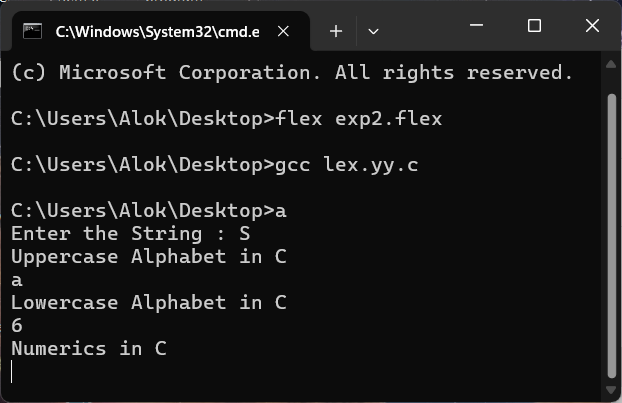 C:\Windows\System32\cmd.e
(c) Microsoft Corporation. All rights reserved.
C:\Users\Alok\Desktop>flex exp2.flex
C:\Users\Alok\Desktop>gcc lex.yy.c
C:\Users\Alok\Desktop>a
Enter the String : S
Uppercase Alphabet in C
a
Lowercase Alphabet in C
6
Numerics in C